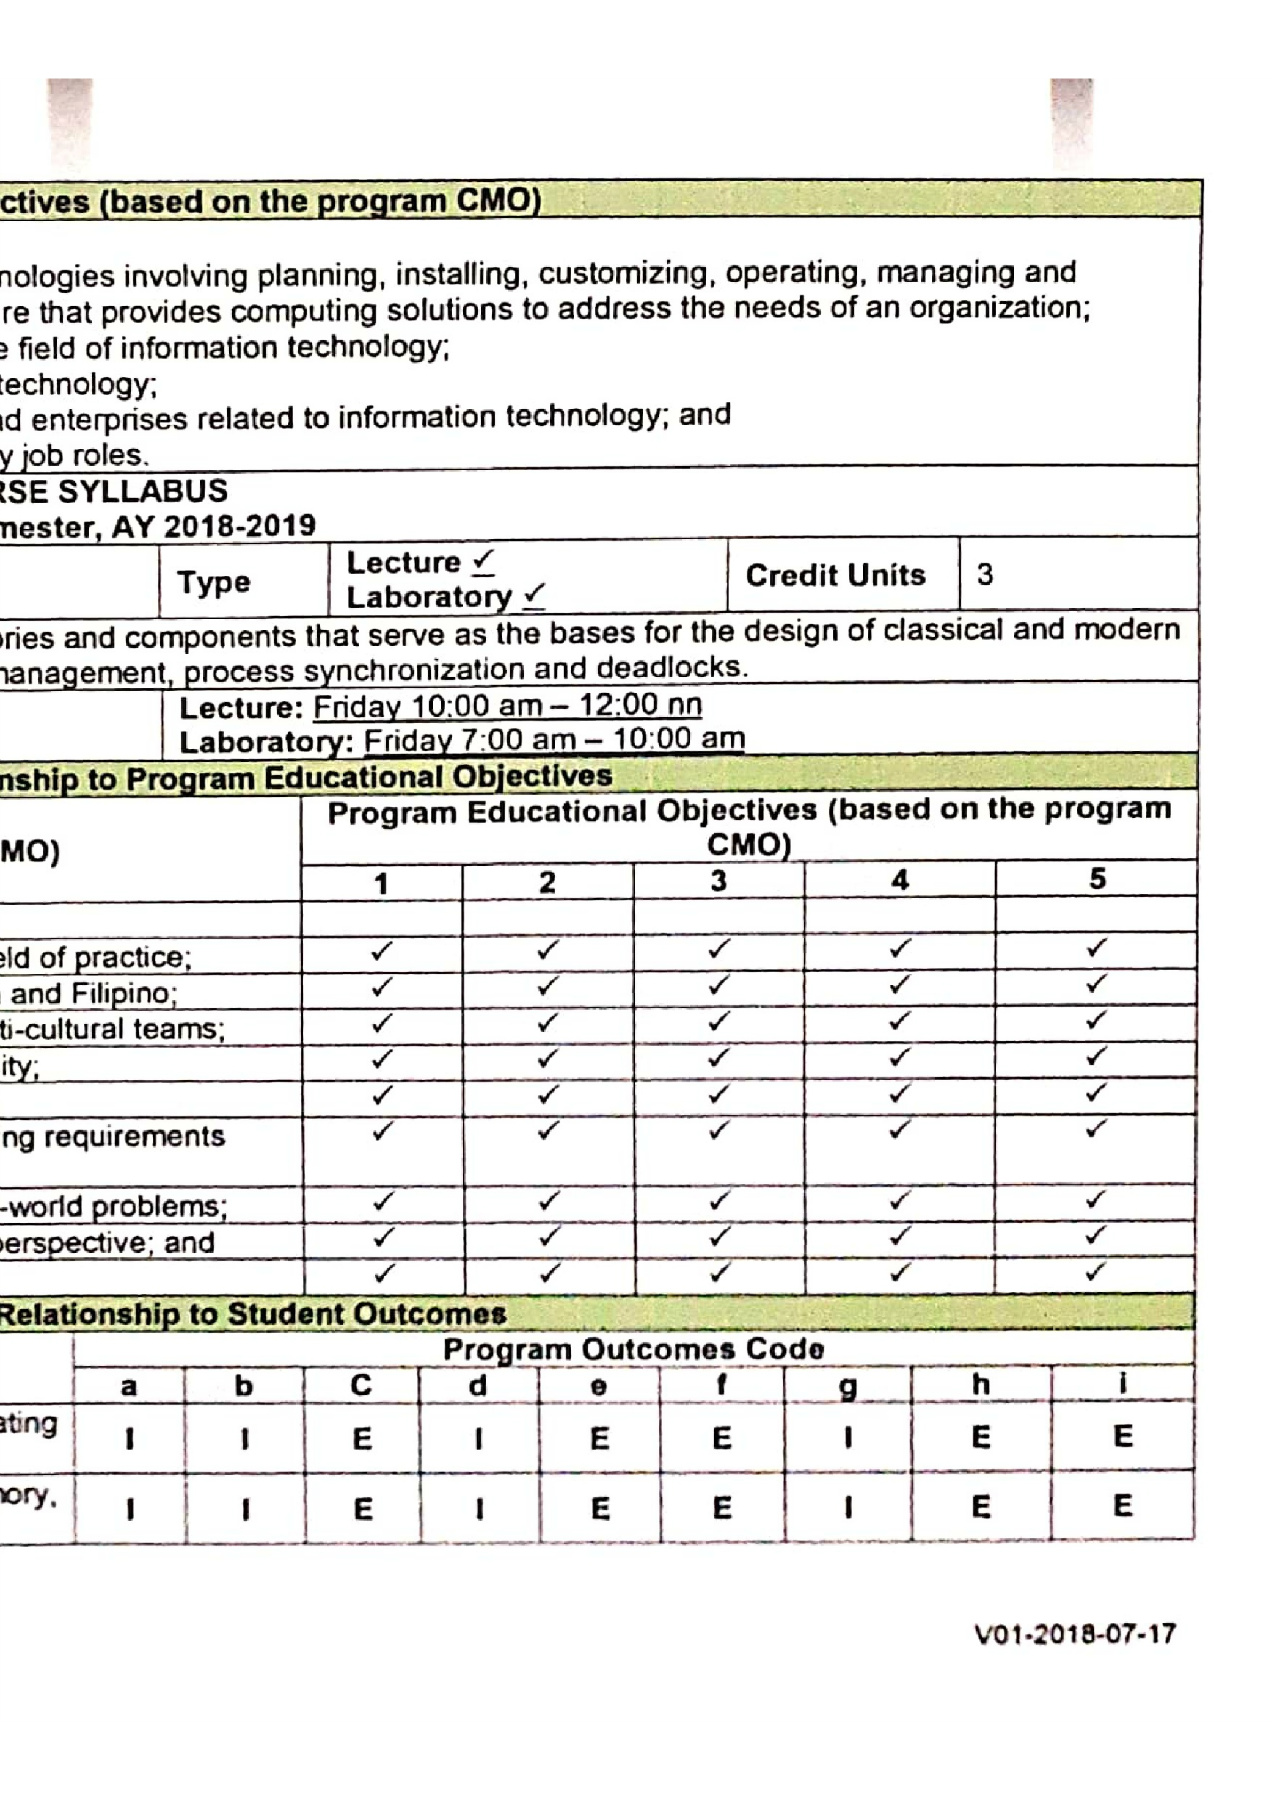 ctives (based on the program CMO)
nologies involving planning, installing, customizing, operating, managing and
re that provides computing solutions to address the needs of an organization;
e field of information technology;
technology;
nd enterprises related to information technology; and
y job roles.
RSE SYLLABUS
mester, AY 2018-2019
Type Lecture ✓ Credit Units 3
Laboratory ✓
ories and components that serve as the bases for the design of classical and modern
nanagement, process synchronization and deadlocks.
Lecture: Friday 10:00 am – 12:00 nn
Laboratory: Friday 7:00 am – 10:00 am
nship to Program Educational Objectives
Program Educational Objectives (based on the program
MO) CMO)
1 2 3 4 5
eld of practice; ✓ ✓ ✓ ✓ ✓
and Filipino; ✓ ✓ ✓ ✓ ✓
ti-cultural teams; ✓ ✓ ✓ ✓ ✓
ity; ✓ ✓ ✓ ✓ ✓
✓ ✓ ✓ ✓ ✓
ng requirements ✓ ✓ ✓ ✓ ✓
-world problems; ✓ ✓ ✓ ✓ ✓
perspective; and ✓ ✓ ✓ ✓ ✓
✓ ✓ ✓ ✓ ✓
Relationship to Student Outcomes
Program Outcomes Code
a b C d e f g h i
ating I I E I E E I E E
nory, I I E I E E I E E
V01-2018-07-17